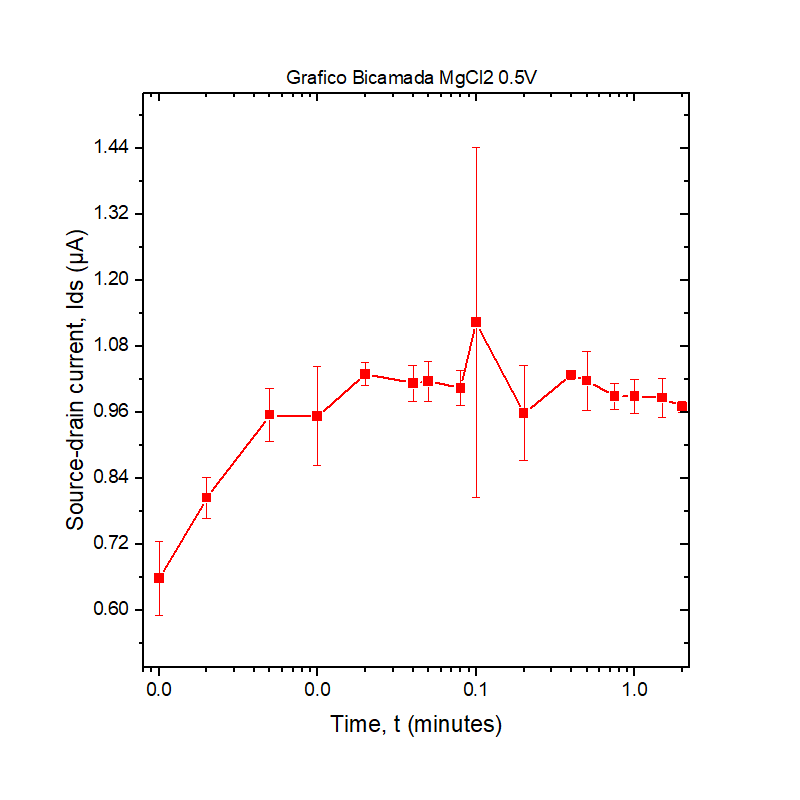 Grafico Bicamada MgCl2 0.5V
1.44
1.32
1.20
1.08
0.96
0.84
0.72
0.60
Source-drain current, Ids (µA)
0.0 0.0 0.1 1.0
Time, t (minutes)